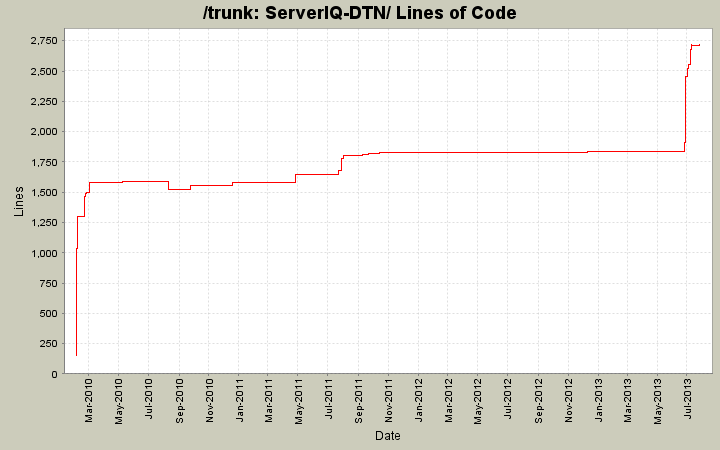 /trunk: ServerIQ-DTN/ Lines of Code
Lines
2,750
2,500
2,250
2,000
1,750
1,500
1,250
1,000
750
500
250
0
Mar-2010
May-2010
Jul-2010
Sep-2010
Nov-2010
Jan-2011
Mar-2011
May-2011
Jul-2011
Sep-2011
Nov-2011
Jan-2012
Mar-2012
May-2012
Jul-2012
Sep-2012
Nov-2012
Jan-2013
Mar-2013
May-2013
Jul-2013
Date